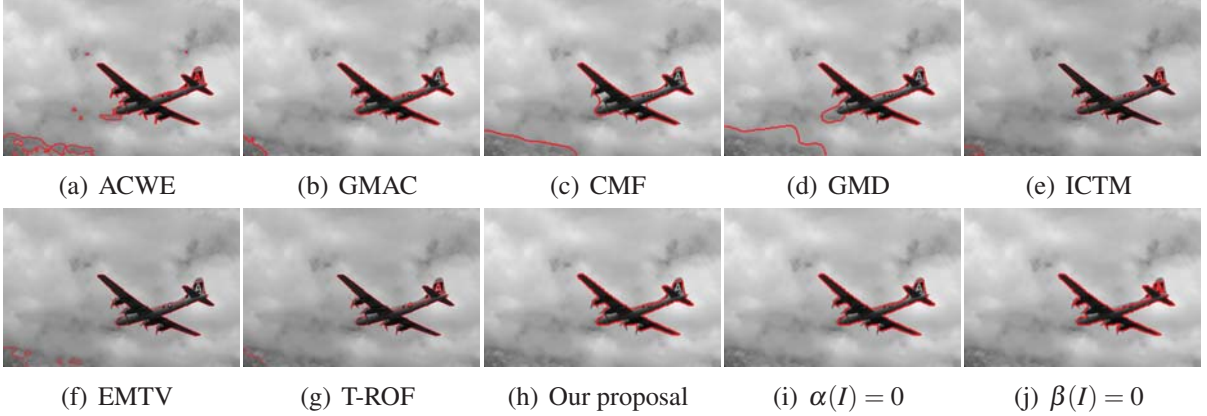 (a) ACWE
(b) GMAC
(c) CMF
(d) GMD
(e) ICTM
(f) EMTV
(g) T-ROF
(h) Our proposal
(i) α(I) = 0
(j) β(I) = 0